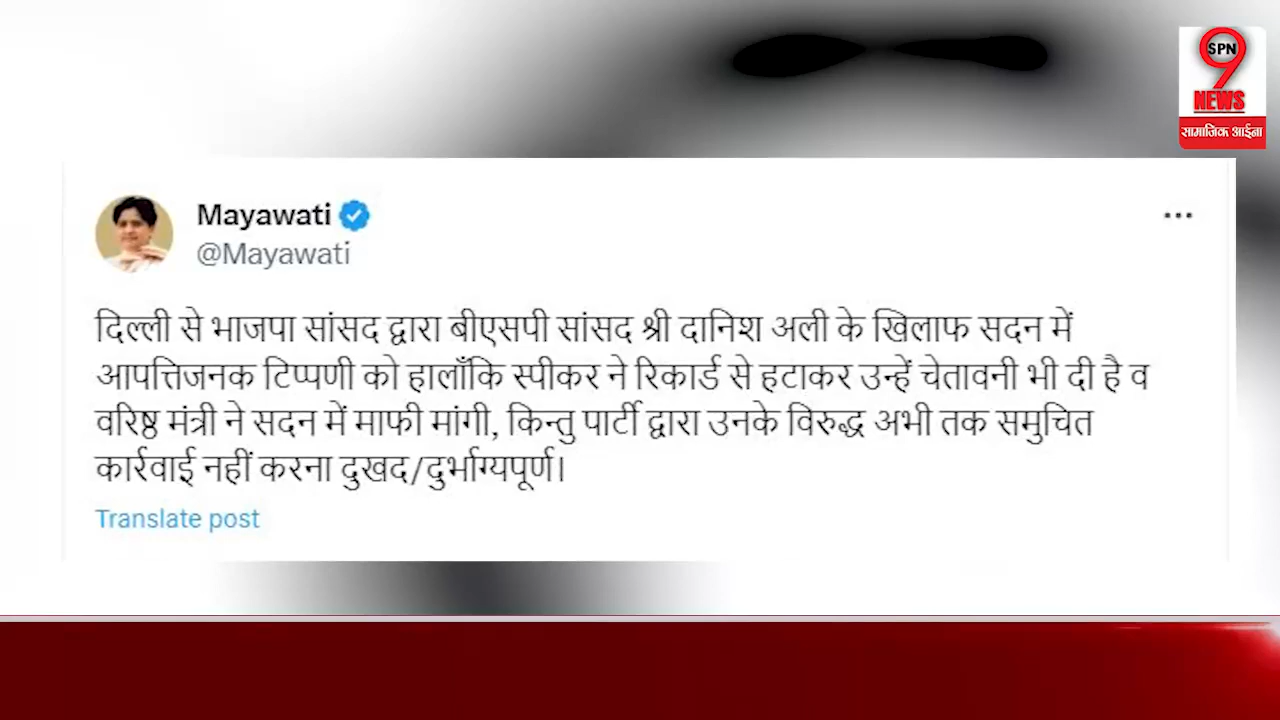 SPN
9
NEWS
सामाजिक आईना
Mayawati
@Mayawati
दिल्ली से भाजपा सांसद द्वारा बीएसपी सांसद श्री दानिश अली के खिलाफ सदन में
आपत्तिजनक टिप्पणी को हालाँकि स्पीकर ने रिकार्ड से हटाकर उन्हें चेतावनी भी दी है व
वरिष्ठ मंत्री ने सदन में माफी मांगी, किन्तु पार्टी द्वारा उनके विरुद्ध अभी तक समुचित
कार्रवाई नहीं करना दुखद/दुर्भाग्यपूर्ण।
Translate post